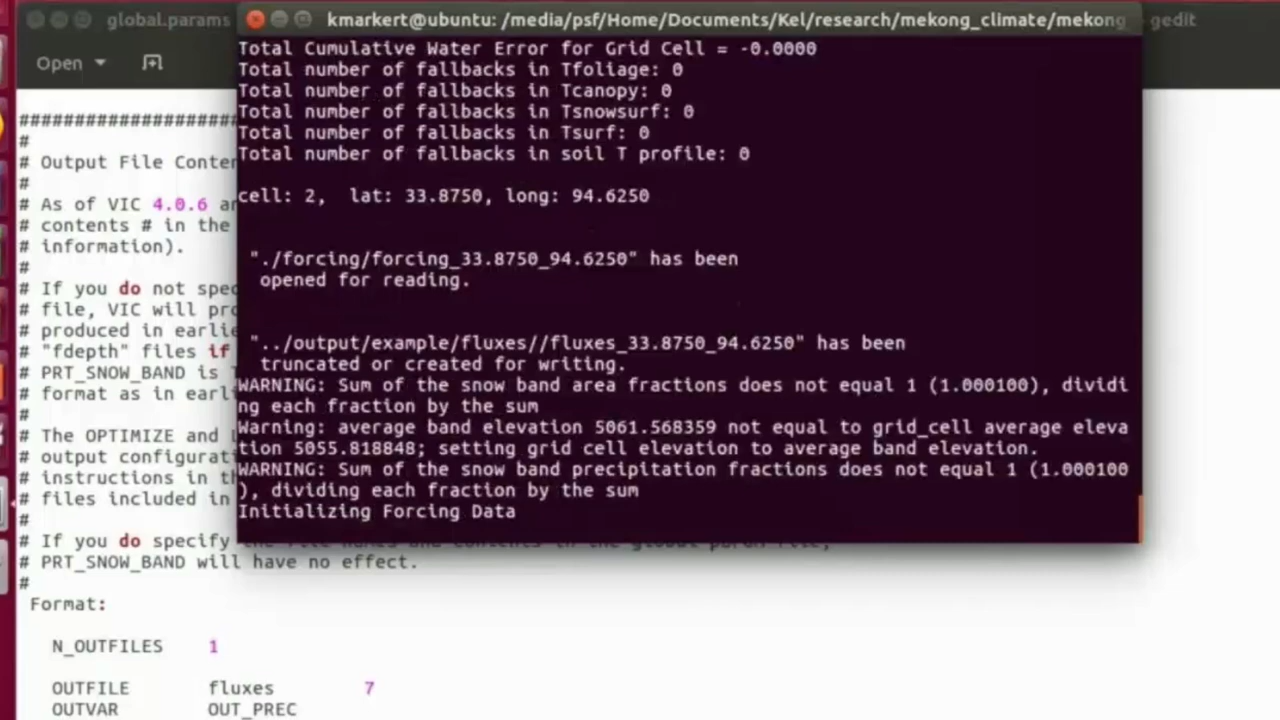 global.params
kmarkert@ubuntu: /media/psf/Home/Documents/Kel/research/mekong_climate/mekong
- gedit
Open
Total Cumulative Water Error for Grid Cell = -0.0000
Total number of fallbacks in Tfoliage: 0
Total number of fallbacks in Tcanopy: 0
Total number of fallbacks in Tsnowsurf: 0
Total number of fallbacks in Tsurf: 0
Total number of fallbacks in soil T profile: 0
cell: 2,  lat: 33.8750, long: 94.6250
"./forcing/forcing_33.8750_94.6250" has been
opened for reading.
"../output/example/fluxes//fluxes_33.8750_94.6250" has been
truncated or created for writing.
WARNING: Sum of the snow band area fractions does not equal 1 (1.000100), dividi
ng each fraction by the sum
Warning: average band elevation 5061.568359 not equal to grid_cell average eleva
tion 5055.818848; setting grid cell elevation to average band elevation.
WARNING: Sum of the snow band precipitation fractions does not equal 1 (1.000100
), dividing each fraction by the sum
Initializing Forcing Data
####################
#
# Output File Conten
#
# As of VIC 4.0.6 an
# contents # in the
# information).
#
# If you do not spec
# file, VIC will pro
# produced in earlie
# "fdepth" files if
# PRT_SNOW_BAND is T
# format as in earli
#
# The OPTIMIZE and L
# output configurati
# instructions in th
# files included in
#
# If you do specify the file names and contents in the global param file,
# PRT_SNOW_BAND will have no effect.
#
Format:
N_OUTFILES 1
OUTFILE fluxes 7
OUTVAR OUT_PREC